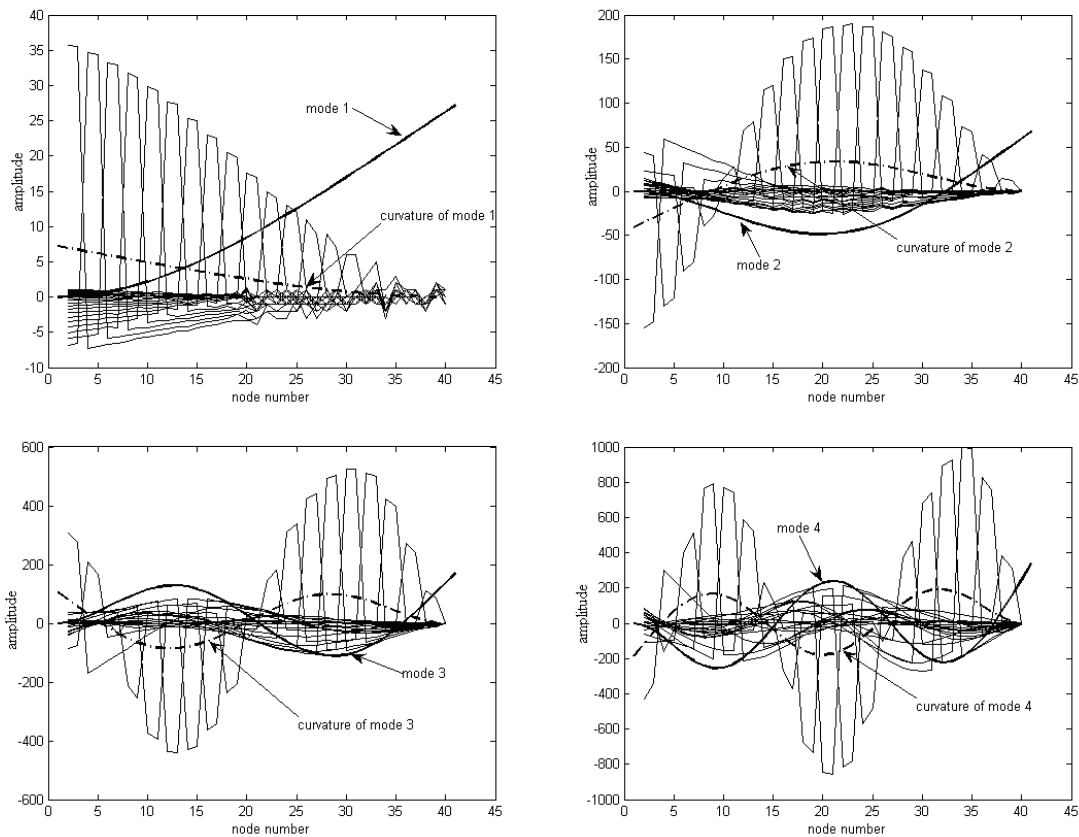 40
35
30
25
20
15
10
5
0
-5
-10
amplitude
mode 1
curvature of mode 1
0 5 10 15 20 25 30 35 40 45
node number
200
150
100
50
0
-50
-100
-150
-200
amplitude
mode 2
curvature of mode 2
0 5 10 15 20 25 30 35 40 45
node number
600
400
200
0
-200
-400
-600
amplitude
mode 3
curvature of mode 3
0 5 10 15 20 25 30 35 40 45
node number
1000
800
600
400
200
0
-200
-400
-600
-800
-1000
amplitude
mode 4
curvature of mode 4
0 5 10 15 20 25 30 35 40 45
node number